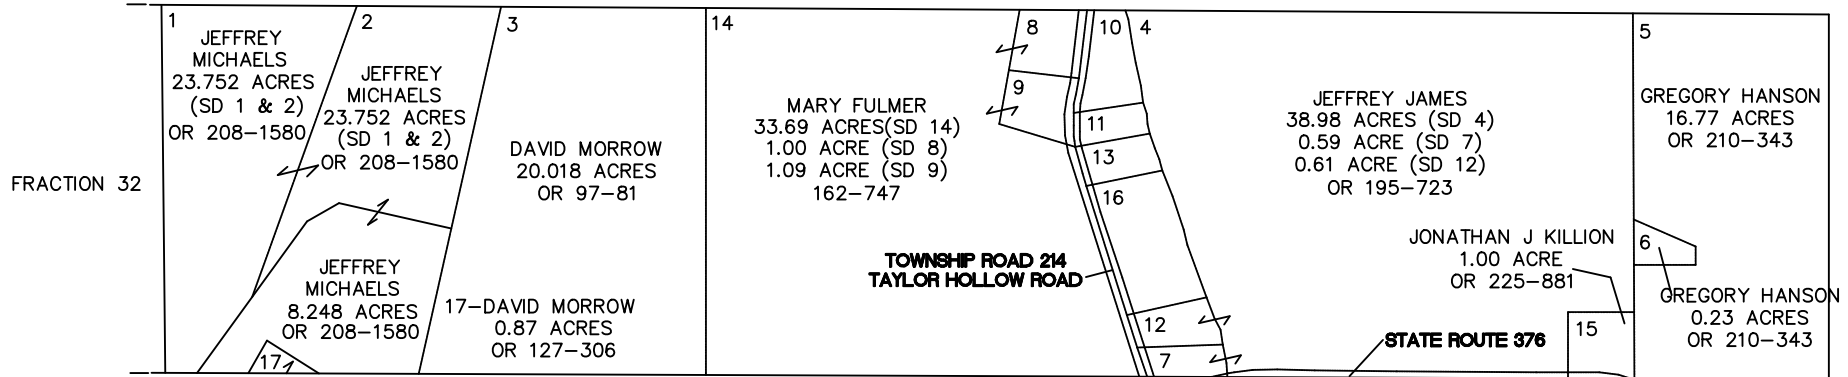 FRACTION 32
1
JEFFREY
MICHAELS
23.752 ACRES
(SD 1 & 2)
OR 208-1580
2
JEFFREY
MICHAELS
23.752 ACRES
(SD 1 & 2)
OR 208-1580
JEFFREY
MICHAELS
8.248 ACRES
OR 208-1580
17
3
DAVID MORROW
20.018 ACRES
OR 97-81
17-DAVID MORROW
0.87 ACRES
OR 127-306
14
MARY FULMER
33.69 ACRES(SD 14)
1.00 ACRE (SD 8)
1.09 ACRE (SD 9)
162-747
8
9
TOWNSHIP ROAD 214
TAYLOR HOLLOW ROAD
10
11
13
16
12
7
4
JEFFREY JAMES
38.98 ACRES (SD 4)
0.59 ACRE (SD 7)
0.61 ACRE (SD 12)
OR 195-723
JONATHAN J KILLION
1.00 ACRE
OR 225-881
15
STATE ROUTE 376
5
GREGORY HANSON
16.77 ACRES
OR 210-343
6
GREGORY HANSON
0.23 ACRES
OR 210-343